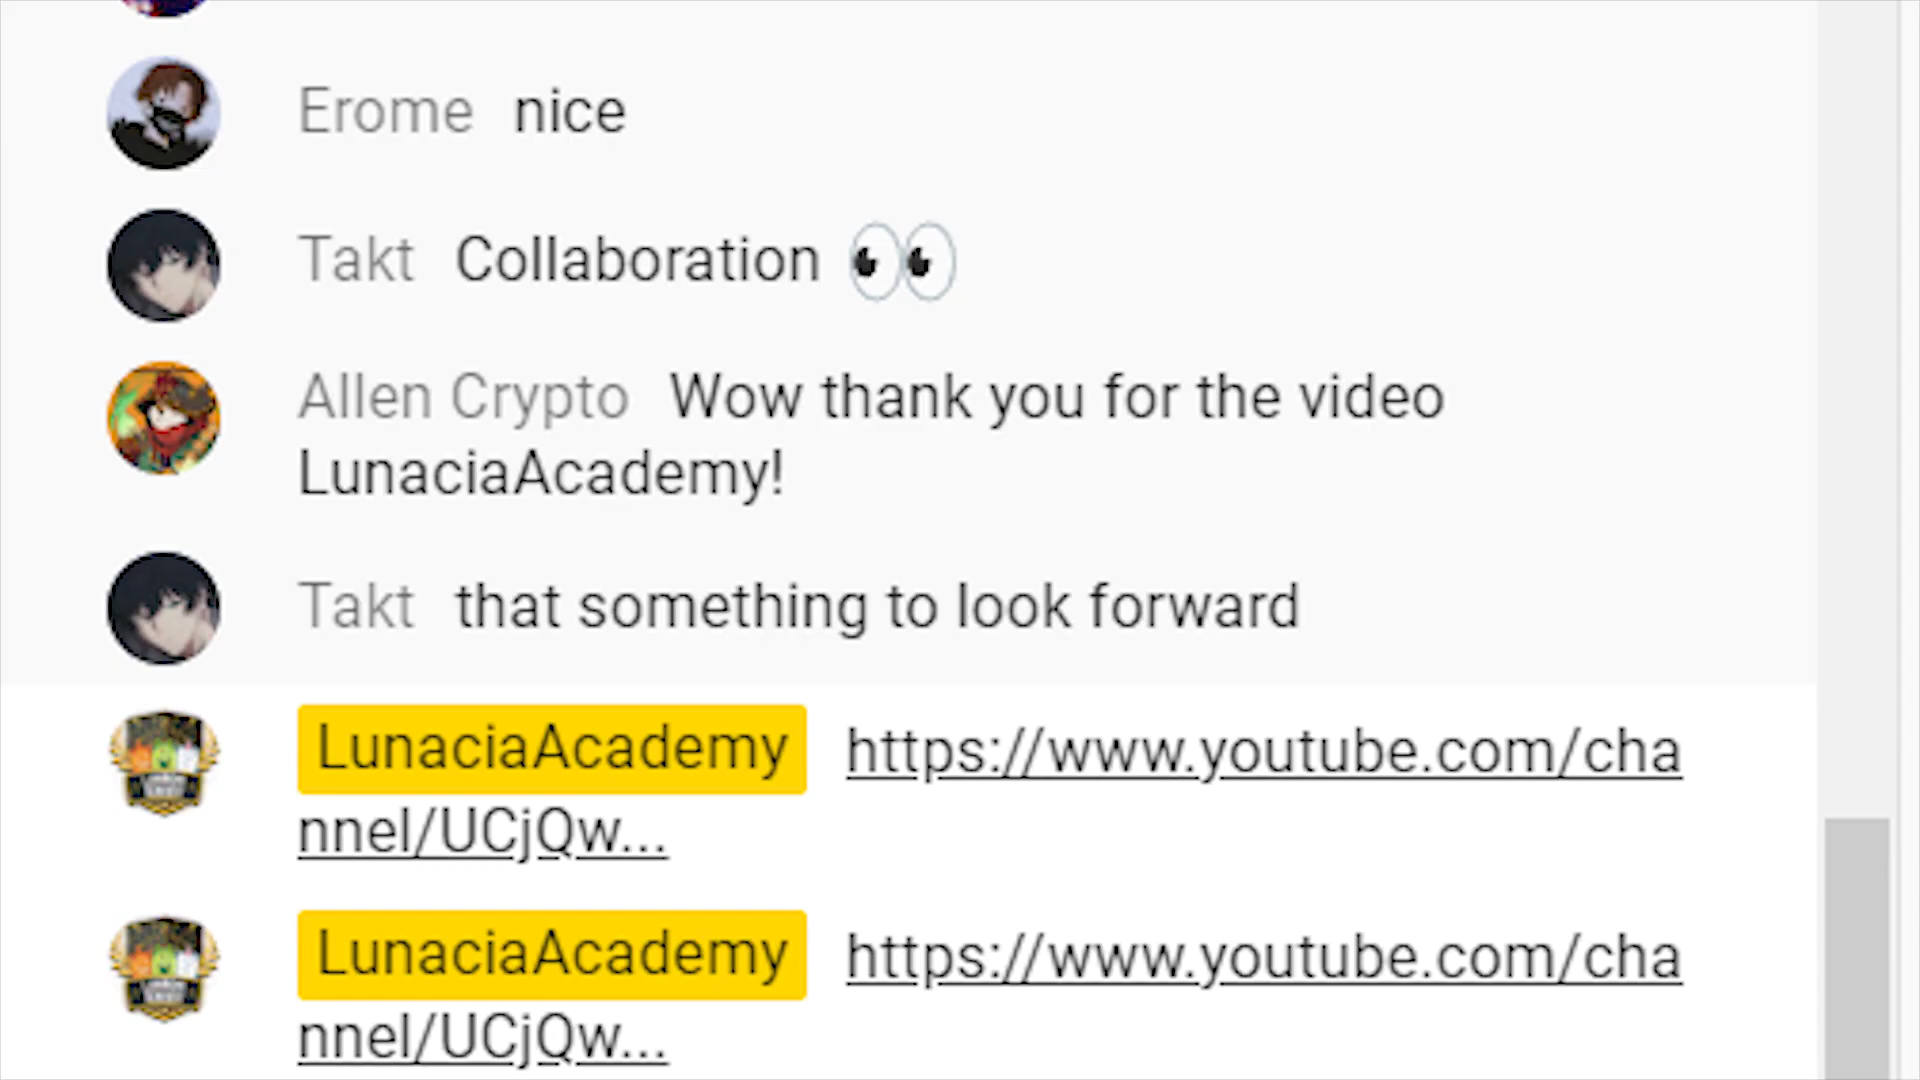 Erome nice
Takt Collaboration 👀
Allen Crypto Wow thank you for the video
LunaciaAcademy!
Takt that something to look forward
LunaciaAcademy https://www.youtube.com/cha
nnel/UCjQw...
LunaciaAcademy https://www.youtube.com/cha
nnel/UCjQw...